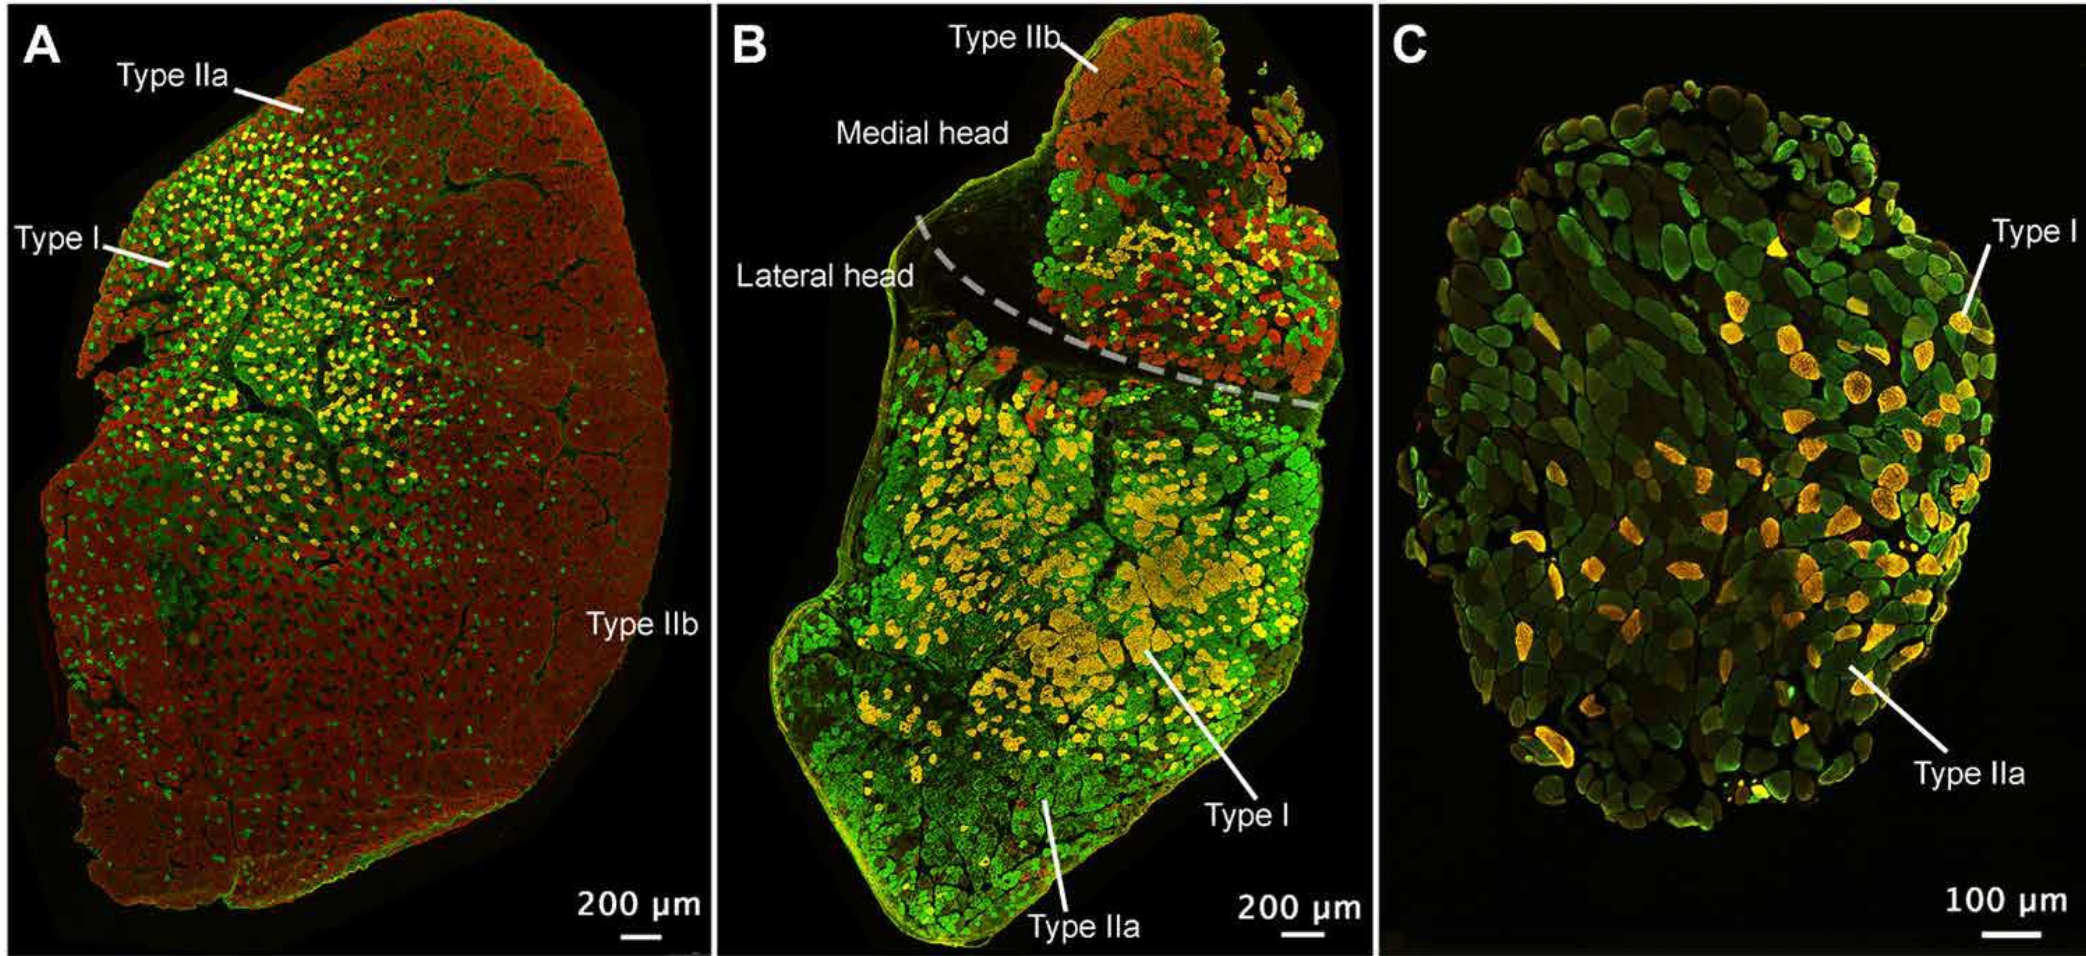 A
Type IIa
Type I
Type IIb
200 µm
B
Type IIb
Medial head
Lateral head
Type I
Type IIa
200 µm
C
Type I
Type IIa
100 µm